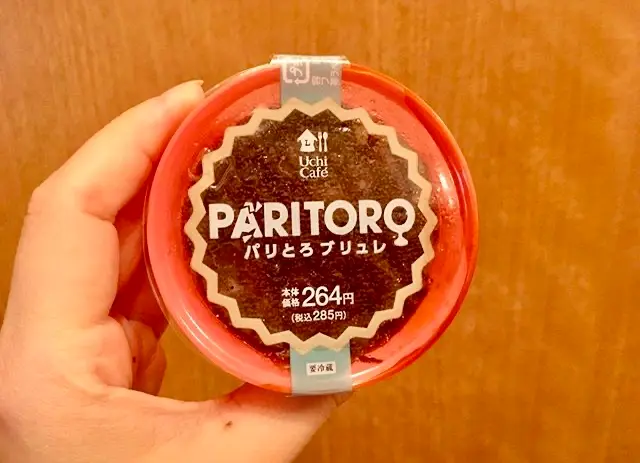 Uchi
Café
PARITORO
パリとろ ブリュレ
本体
価格 264円
(税込285円)
要冷蔵